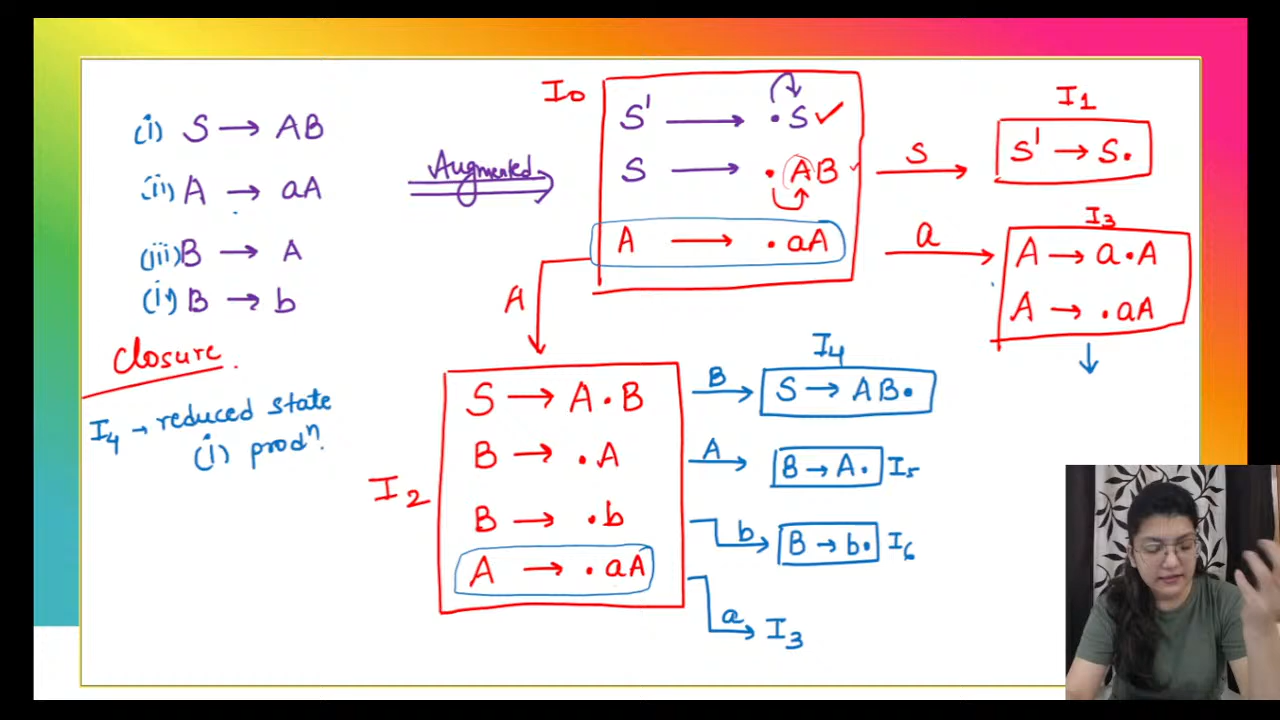 (i) S → AB
(ii) A → aA
(iii) B → A
(iv) B → b
Closure.
I4 → reduced state
(i) prodⁿ.
Augmented
I0
S' → .S ✓
S → .AB ✓
A → .aA
S
I1
S' → S.
a
I3
A → a.A
A → .aA
A
I2
S → A.B
B → .A
B → .b
A → .aA
B
I4
S → AB.
A
B → A. I5
b
B → b. I6
a
I3